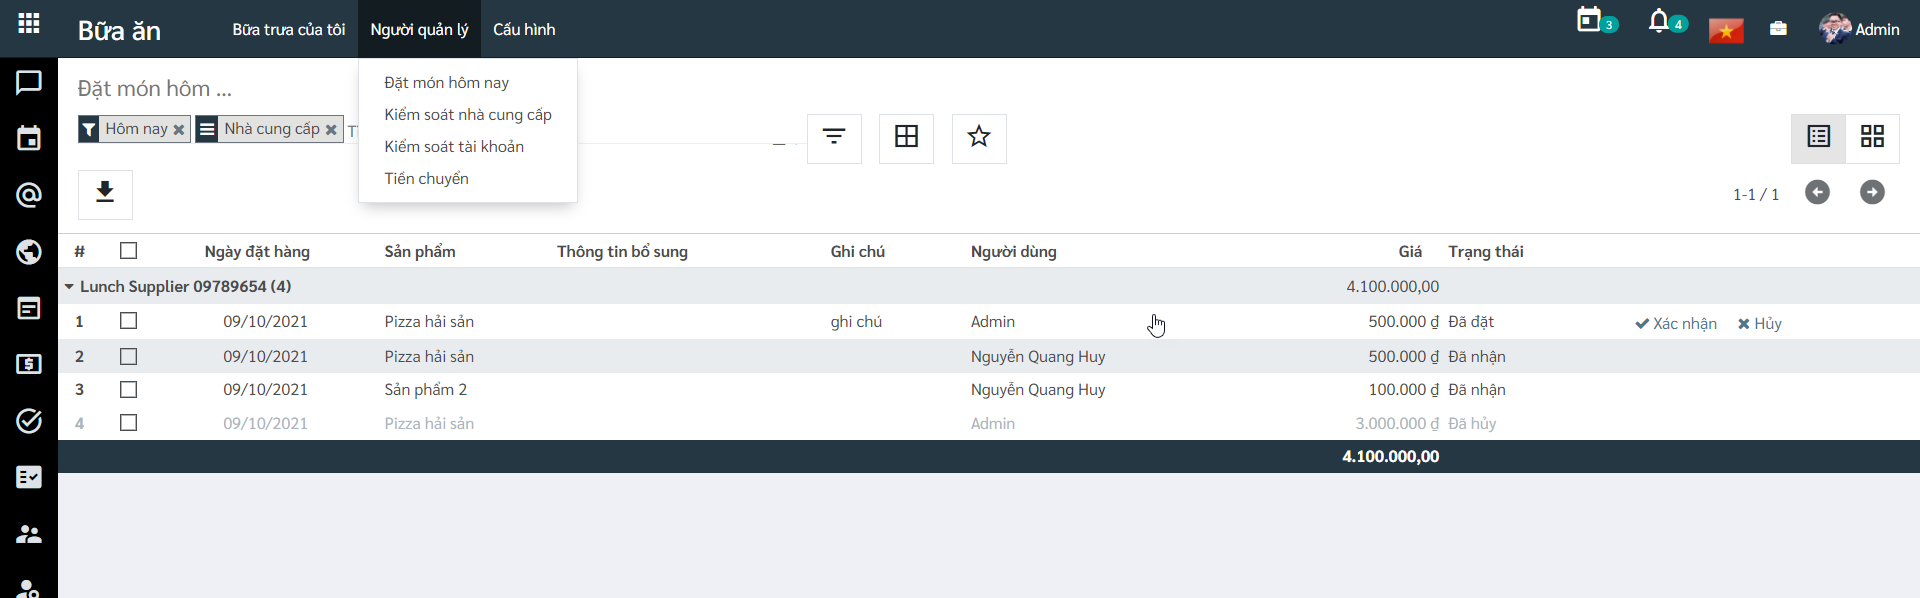 Bữa ăn Bữa trưa của tôi Người quản lý Cấu hình 3 4 Admin
Đặt món hôm ...
Đặt món hôm nay
Kiểm soát nhà cung cấp
Kiểm soát tài khoản
Tiền chuyển
Hôm nay Nhà cung cấp
1-1 / 1
# Ngày đặt hàng Sản phẩm Thông tin bổ sung Ghi chú Người dùng Giá Trạng thái
Lunch Supplier 09789654 (4) 4.100.000,00
1 09/10/2021 Pizza hải sản ghi chú Admin 500.000 ₫ Đã đặt Xác nhận Hủy
2 09/10/2021 Pizza hải sản Nguyễn Quang Huy 500.000 ₫ Đã nhận
3 09/10/2021 Sản phẩm 2 Nguyễn Quang Huy 100.000 ₫ Đã nhận
4 09/10/2021 Pizza hải sản Admin 3.000.000 ₫ Đã hủy
4.100.000,00